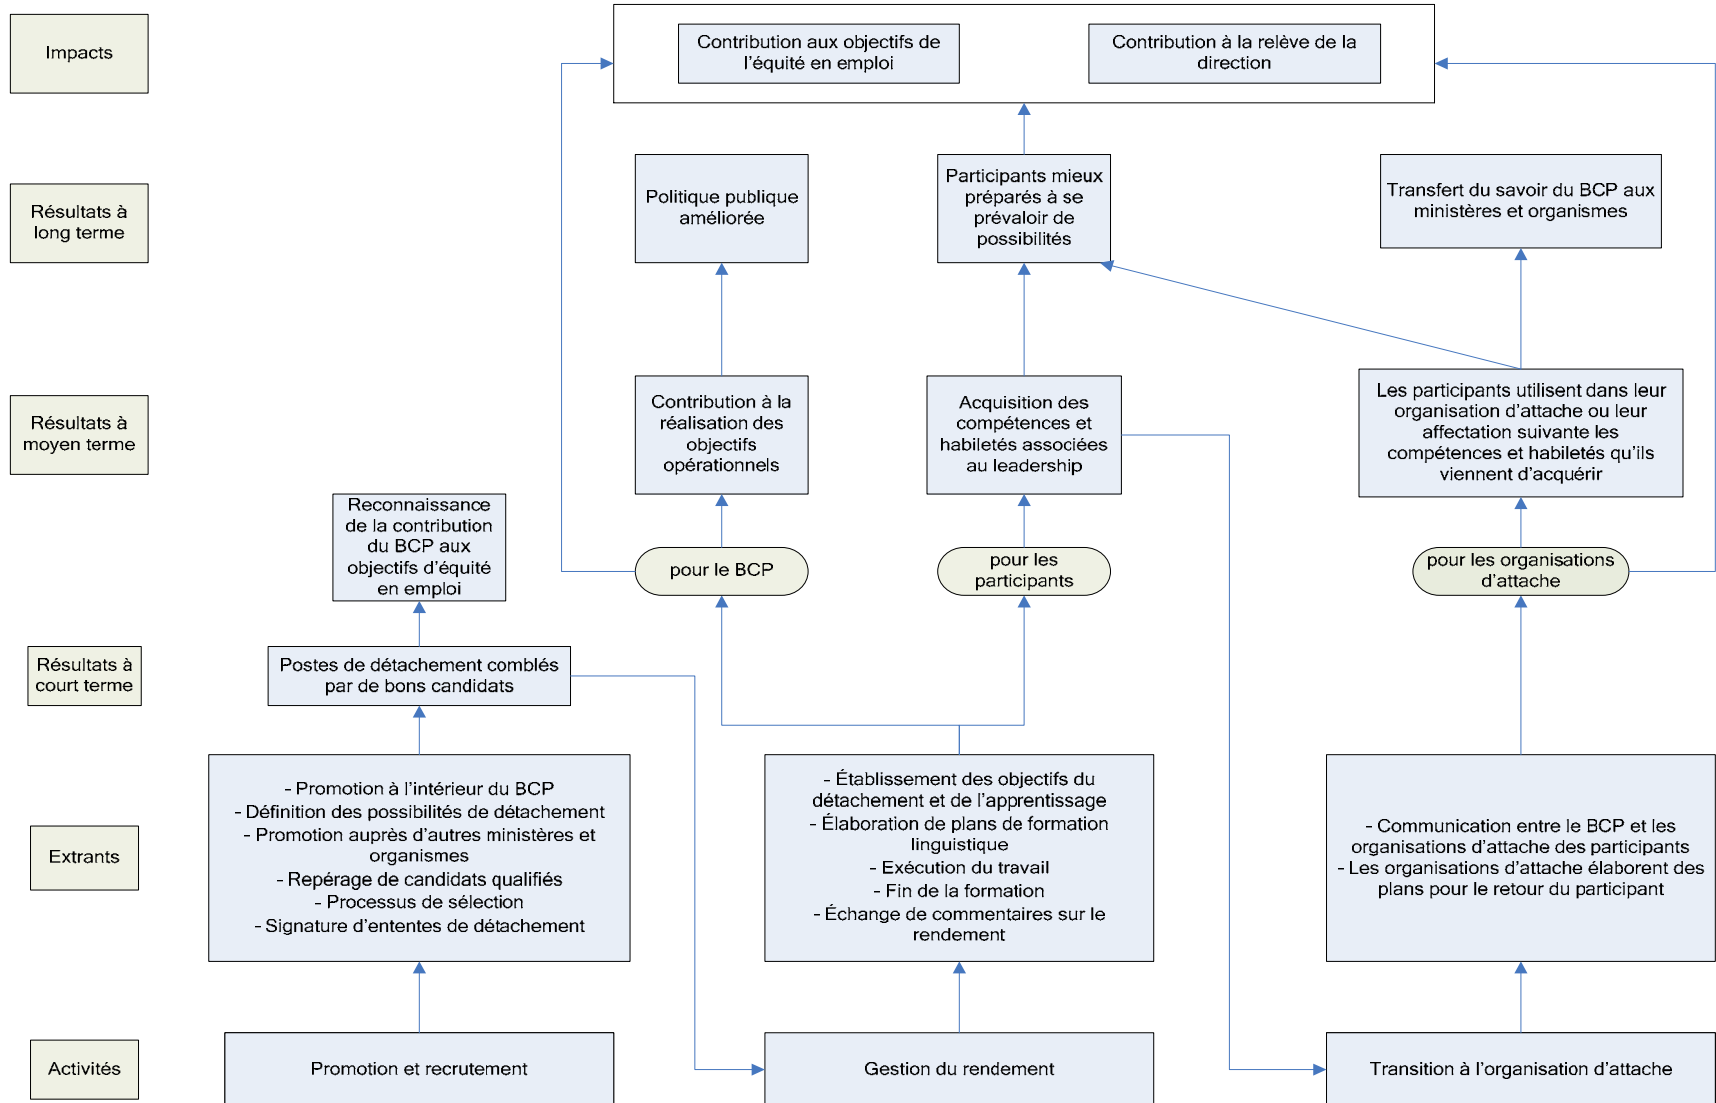 Impacts
Contribution aux objectifs de
l'équité en emploi
Contribution à la relève de la
direction
Résultats à
long terme
Politique publique
améliorée
Participants mieux
préparés à se
prévaloir de
possibilités
Transfert du savoir du BCP aux
ministères et organismes
Résultats à
moyen terme
Contribution à la
réalisation des
objectifs
opérationnels
Acquisition des
compétences et
habiletés associées
au leadership
Les participants utilisent dans leur
organisation d'attache ou leur
affectation suivante les
compétences et habiletés qu'ils
viennent d'acquérir
Reconnaissance
de la contribution
du BCP aux
objectifs d'équité
en emploi
pour le BCP
pour les
participants
pour les organisations
d'attache
Résultats à
court terme
Postes de détachement comblés
par de bons candidats
Extrants
- Promotion à l'intérieur du BCP
- Définition des possibilités de détachement
- Promotion auprès d'autres ministères et
organismes
- Repérage de candidats qualifiés
- Processus de sélection
- Signature d'ententes de détachement
- Établissement des objectifs du
détachement et de l'apprentissage
- Élaboration de plans de formation
linguistique
- Exécution du travail
- Fin de la formation
- Échange de commentaires sur le
rendement
- Communication entre le BCP et les
organisations d'attache des participants
- Les organisations d'attache élaborent des
plans pour le retour du participant
Activités
Promotion et recrutement
Gestion du rendement
Transition à l'organisation d'attache